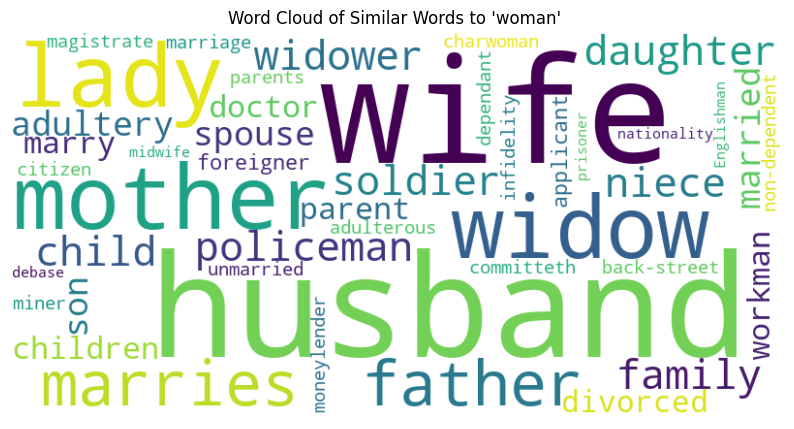 Word Cloud of Similar Words to 'woman'
magistrate
marriage
charwoman
lady
widower
wife
daughter
parents
doctor
dependant
married
non-dependent
adultery
marry
spouse
nationality
Englishman
midwife
foreigner
infidelity
applicant
prisoner
citizen
mother
soldier
niece
parent
widow
adulterous
child
policeman
unmarried
committeth
back-street
debase
husband
workman
miner
son
moneylender
children
marries
father
family
divorced